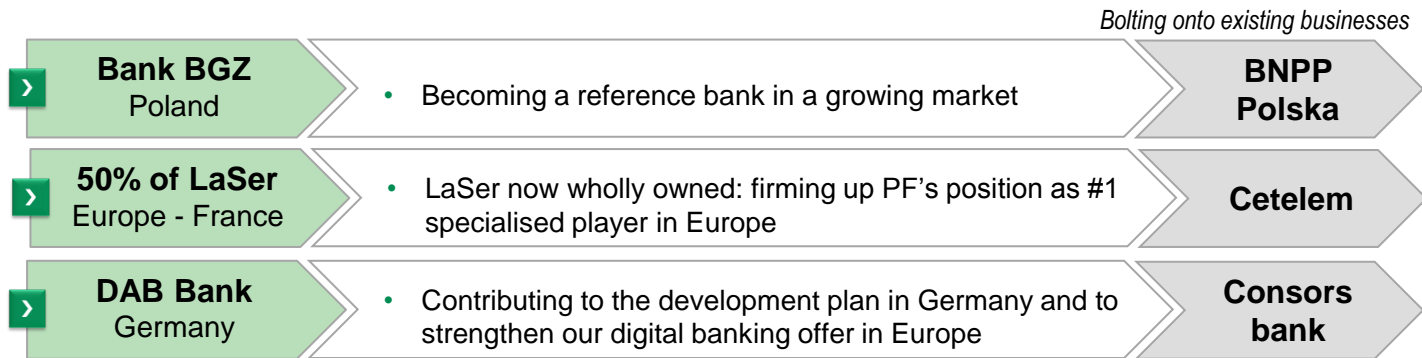 Bolting onto existing businesses
Bank BGZ
Poland
• Becoming a reference bank in a growing market
BNPP
Polska
50% of LaSer
Europe - France
• LaSer now wholly owned: firming up PF’s position as #1
specialised player in Europe
Cetelem
DAB Bank
Germany
• Contributing to the development plan in Germany and to
strengthen our digital banking offer in Europe
Consors
bank